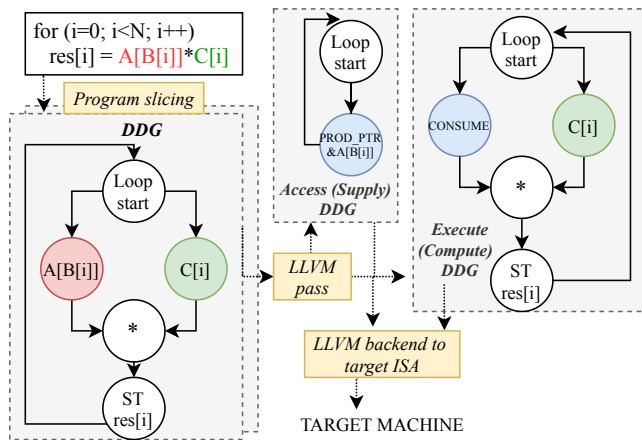 for (i=0; i<N; i++)
res[i] = A[B[i]]*C[i]
Program slicing
DDG
Loop
start
A[B[i]]
C[i]
*
ST
res[i]
LLVM
pass
Loop
start
PROD_PTR
&A[B[i]]
Access (Supply)
DDG
Loop
start
CONSUME
C[i]
*
ST
res[i]
Execute
(Compute)
DDG
LLVM backend to
target ISA
TARGET MACHINE